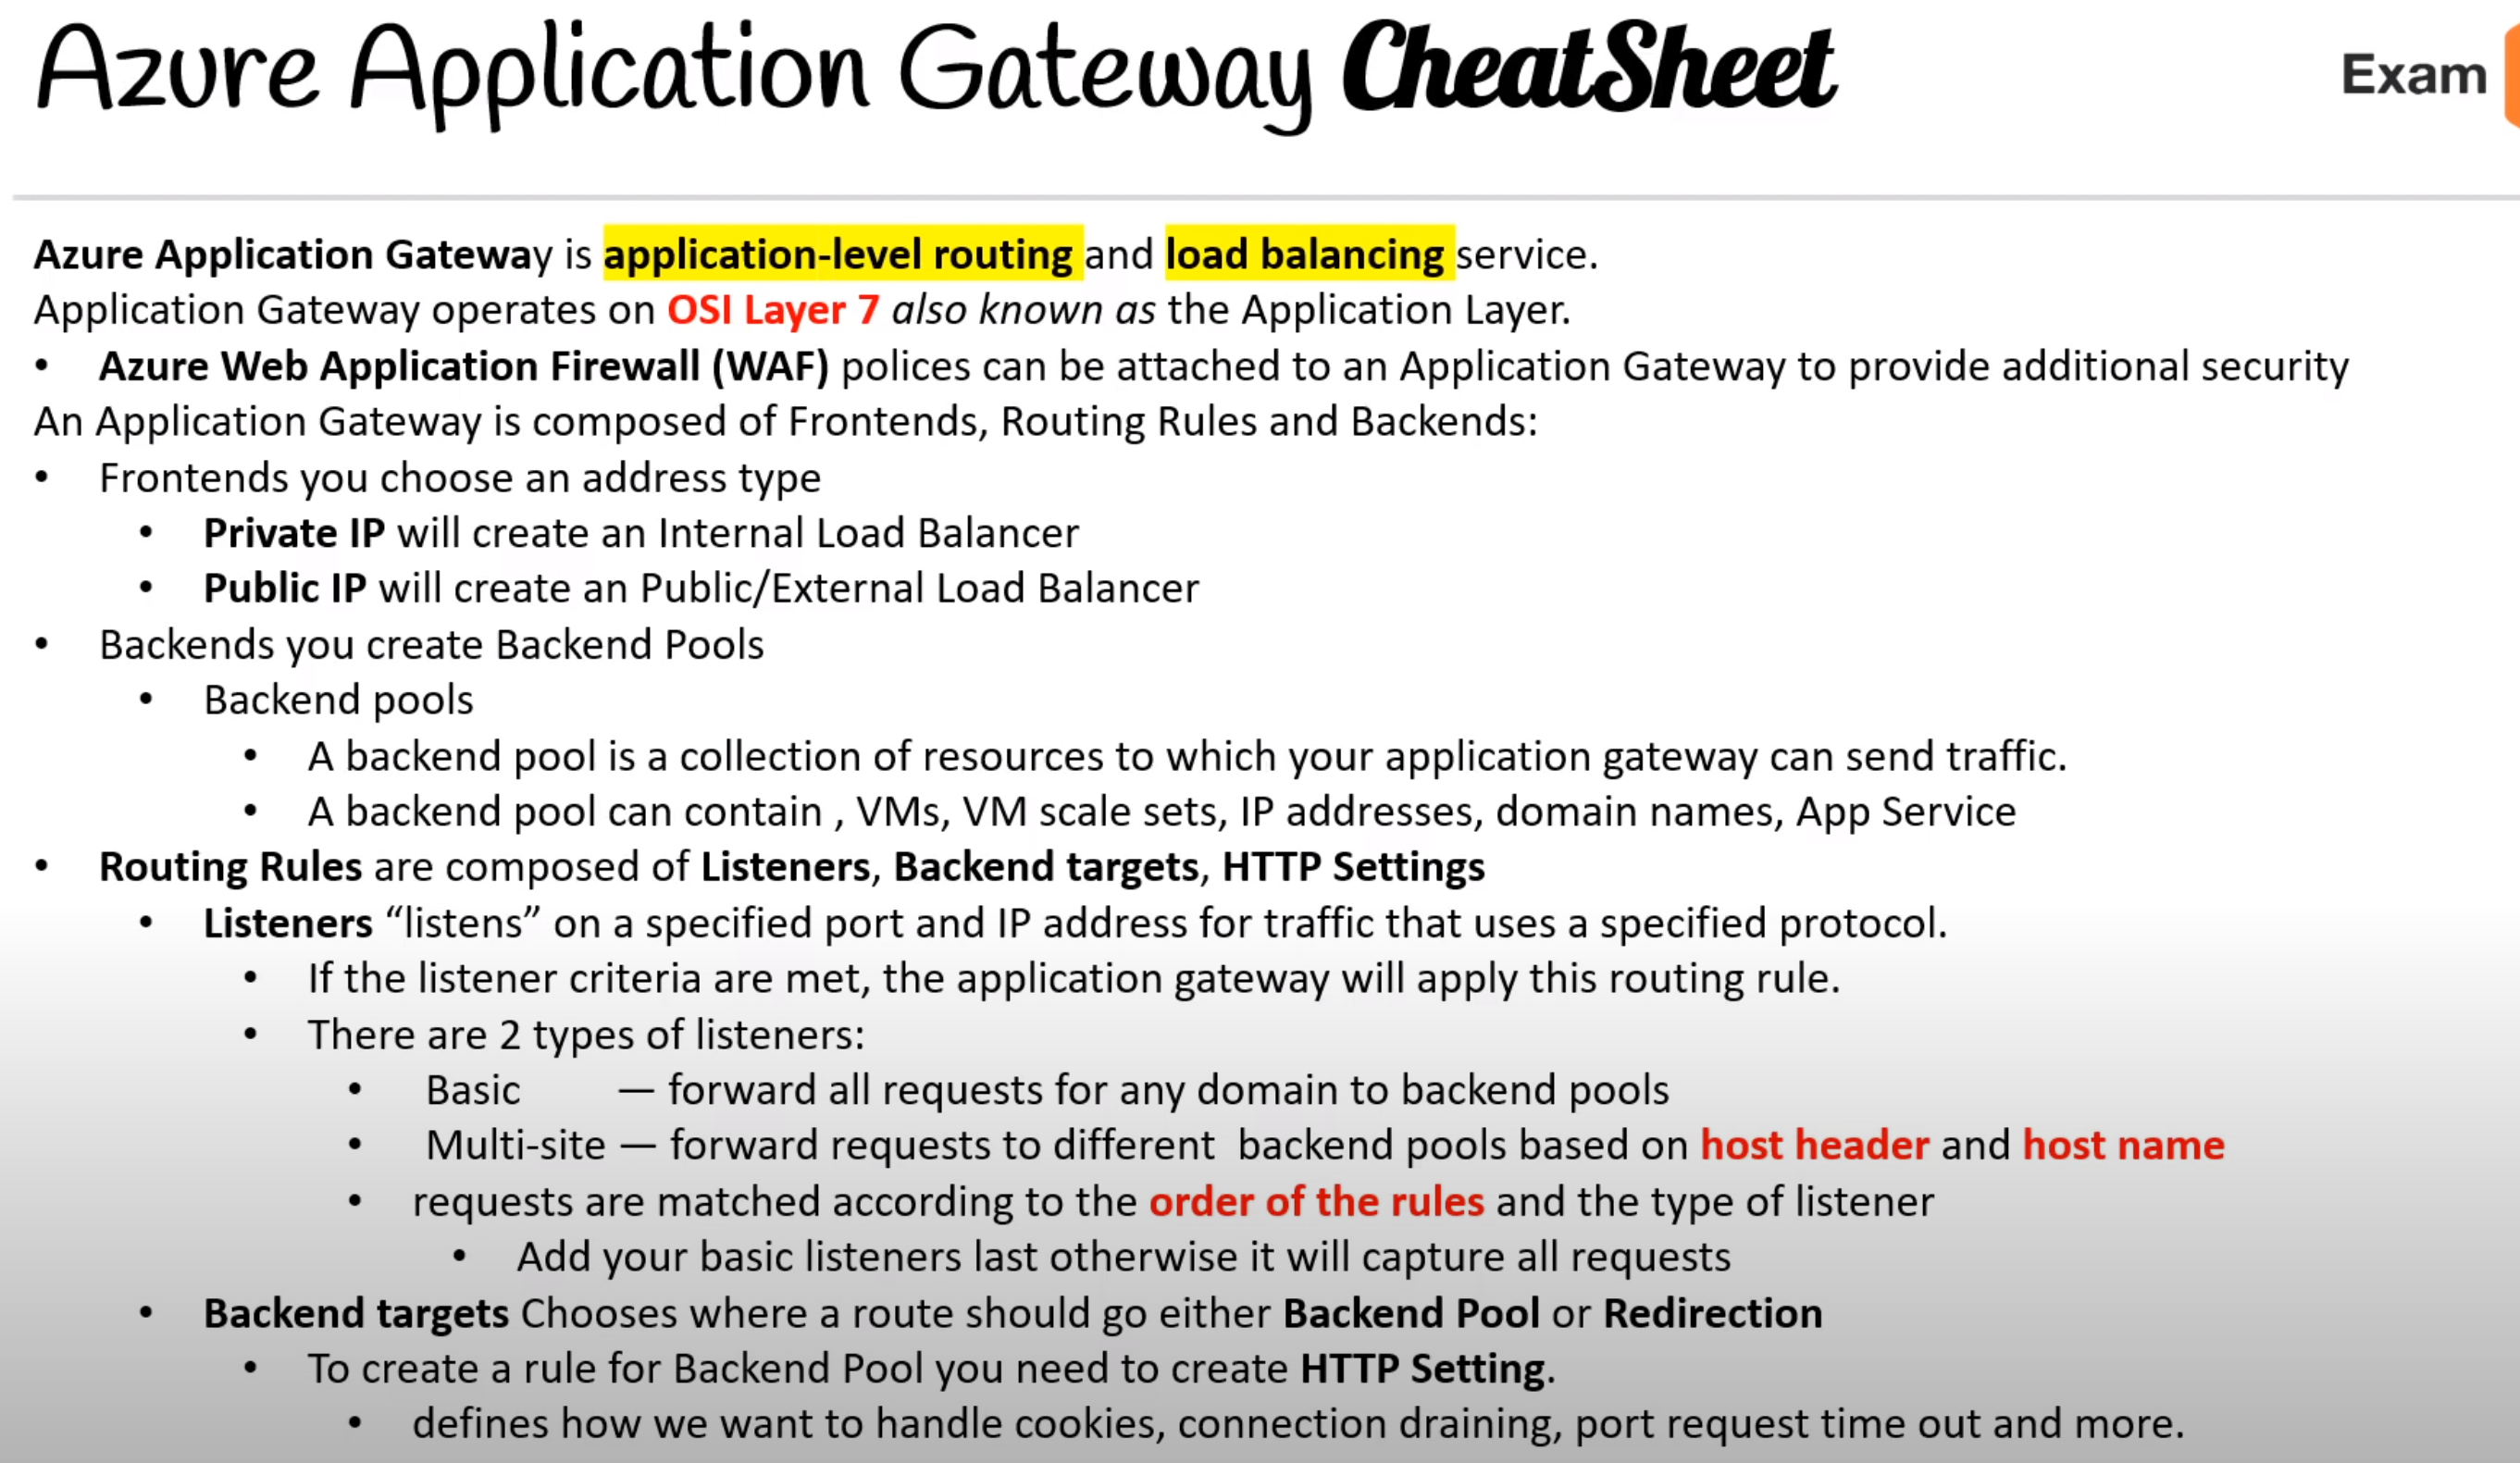 Azure Application Gateway CheatSheet
Exam
Azure Application Gateway is application-level routing and load balancing service.
Application Gateway operates on OSI Layer 7 also known as the Application Layer.
• Azure Web Application Firewall (WAF) polices can be attached to an Application Gateway to provide additional security
An Application Gateway is composed of Frontends, Routing Rules and Backends:
• Frontends you choose an address type
• Private IP will create an Internal Load Balancer
• Public IP will create an Public/External Load Balancer
• Backends you create Backend Pools
• Backend pools
• A backend pool is a collection of resources to which your application gateway can send traffic.
• A backend pool can contain , VMs, VM scale sets, IP addresses, domain names, App Service
• Routing Rules are composed of Listeners, Backend targets, HTTP Settings
• Listeners “listens” on a specified port and IP address for traffic that uses a specified protocol.
• If the listener criteria are met, the application gateway will apply this routing rule.
• There are 2 types of listeners:
• Basic — forward all requests for any domain to backend pools
• Multi-site — forward requests to different backend pools based on host header and host name
• requests are matched according to the order of the rules and the type of listener
• Add your basic listeners last otherwise it will capture all requests
• Backend targets Chooses where a route should go either Backend Pool or Redirection
• To create a rule for Backend Pool you need to create HTTP Setting.
• defines how we want to handle cookies, connection draining, port request time out and more.